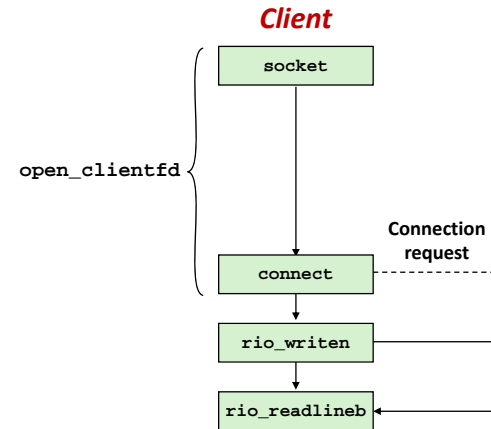 Client
socket
open_clientfd
Connection
request
connect
rio_writen
rio_readlineb